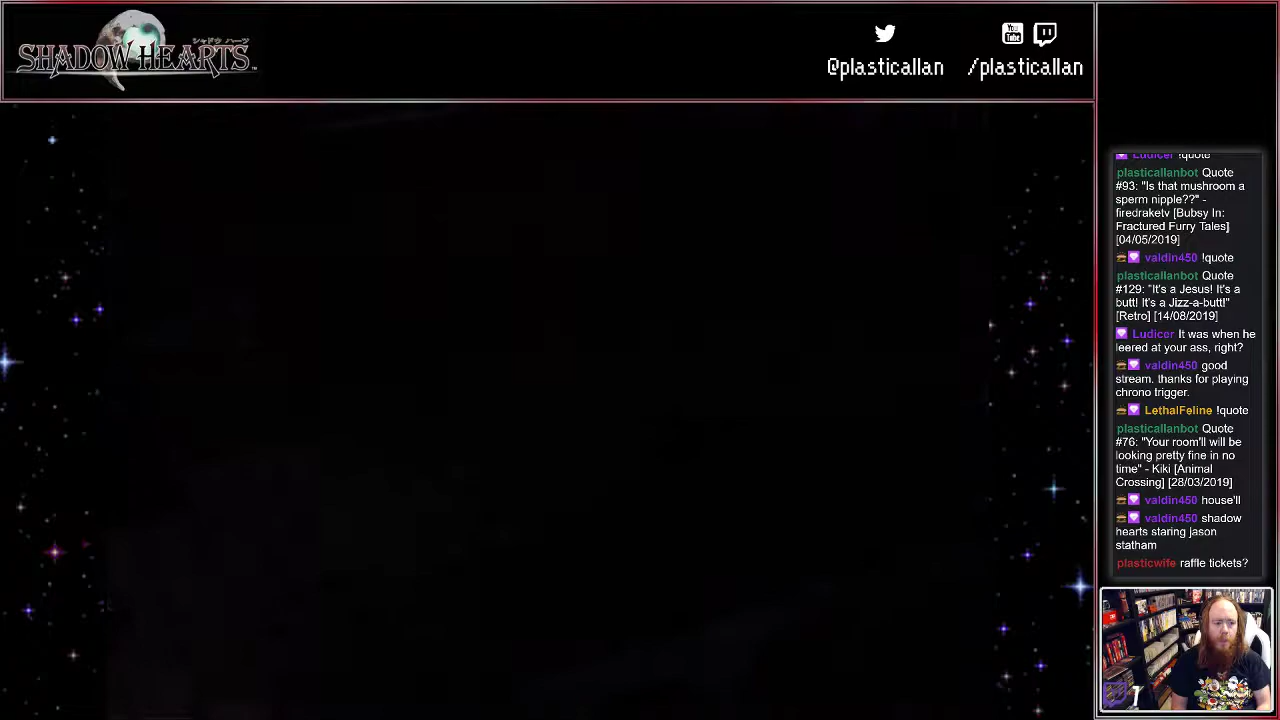 シャドウ ハーツ
SHADOW HEARTS
@plasticallan
You
Tube
/plasticallan
Ludicer !quote
plasticallanbot Quote
#93: "Is that mushroom a
sperm nipple??" -
firedraketv [Bubsy In:
Fractured Furry Tales]
[04/05/2019]
valdin450 !quote
plasticallanbot Quote
#129: "It's a Jesus! It's a
butt! It's a Jizz-a-butt!"
[Retro] [14/08/2019]
Ludicer It was when he
leered at your ass, right?
valdin450 good
stream. thanks for playing
chrono trigger.
LethalFeline !quote
plasticallanbot Quote
#76: "Your room'll will be
looking pretty fine in no
time" - Kiki [Animal
Crossing] [28/03/2019]
valdin450 house'll
valdin450 shadow
hearts staring jason
statham
plasticwife raffle tickets?